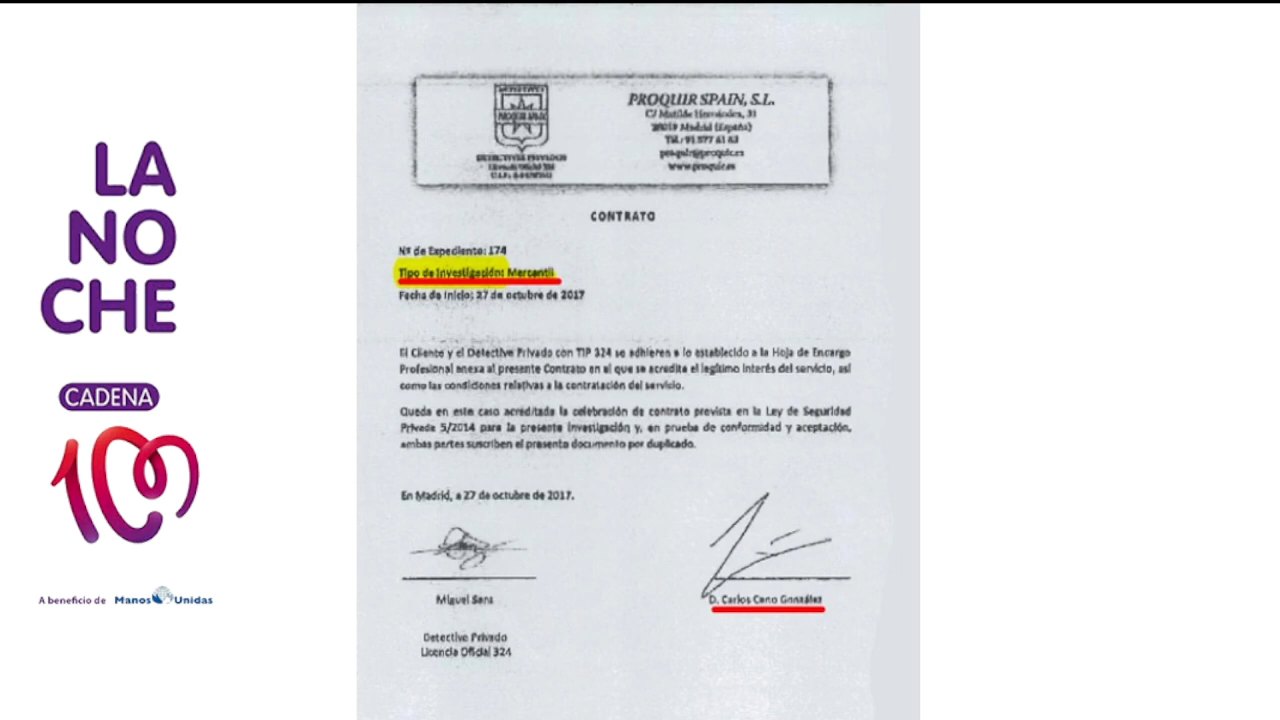 LA
NO
CHE
CADENA
100
A beneficio de Manos Unidas
PROQUIR SPAIN
DETECTIVES PRIVADOS
PROQUIR SPAIN, S.L.
C/ Matilde Hernández, 31
28019 Madrid (España)
proquir@proquir.es
www.proquir.es
CONTRATO
Nº de Expediente: 174
Tipo de Investigación: Mercantil
Fecha de Inicio: 27 de octubre de 2017
El Cliente y el Detective Privado con TIP 324 se adhieren a lo establecido a la Hoja de Encargo
Profesional anexa al presente Contrato en el que se acredita el legítimo interés del servicio, así
como las condiciones relativas a la contratación del servicio.
Queda en este caso acreditada la celebración de contrato prevista en la Ley de Seguridad
Privada 5/2014 para la presente investigación y, en prueba de conformidad y aceptación,
ambas partes suscriben el presente documento por duplicado.
En Madrid, a 27 de octubre de 2017.
Miguel Sanz
D. Carlos Cano González
Detective Privado
Licencia Oficial 324